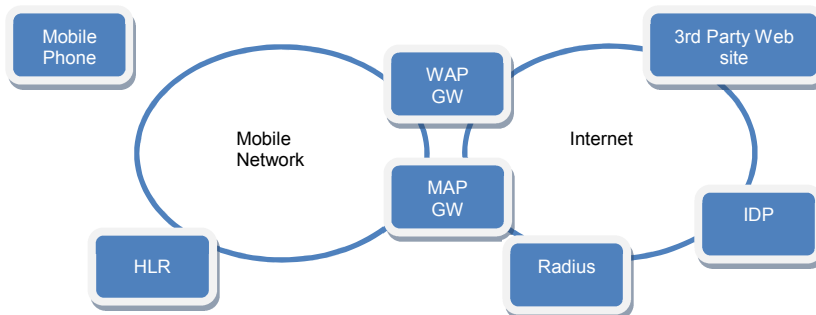 Mobile
Phone
3rd Party Web
site
WAP
GW
Mobile
Network
Internet
MAP
GW
IDP
HLR
Radius